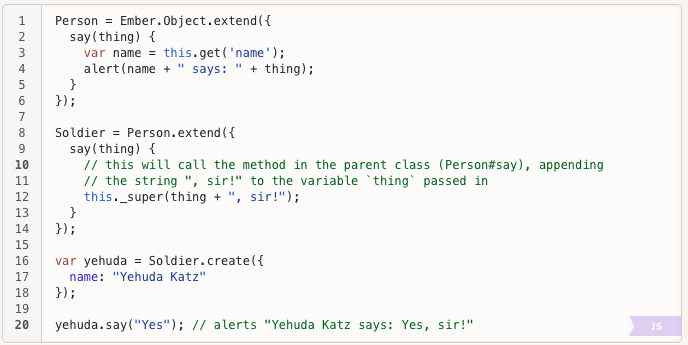 1 Person = Ember.Object.extend({
2   say(thing) {
3     var name = this.get('name');
4     alert(name + " says: " + thing);
5   }
6 });
7
8 Soldier = Person.extend({
9   say(thing) {
10     // this will call the method in the parent class (Person#say), appending
11     // the string ", sir!" to the variable `thing` passed in
12     this._super(thing + ", sir!");
13   }
14 });
15
16 var yehuda = Soldier.create({
17   name: "Yehuda Katz"
18 });
19
20 yehuda.say("Yes"); // alerts "Yehuda Katz says: Yes, sir!"
JS